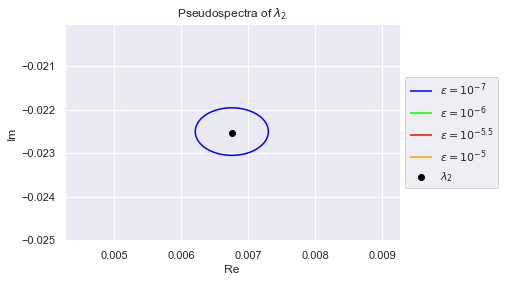 Pseudospectra of λ₂
Im
−0.021
−0.022
−0.023
−0.024
−0.025
0.005 0.006 0.007 0.008 0.009
Re
ε = 10⁻⁷
ε = 10⁻⁶
ε = 10⁻⁵·⁵
ε = 10⁻⁵
λ₂